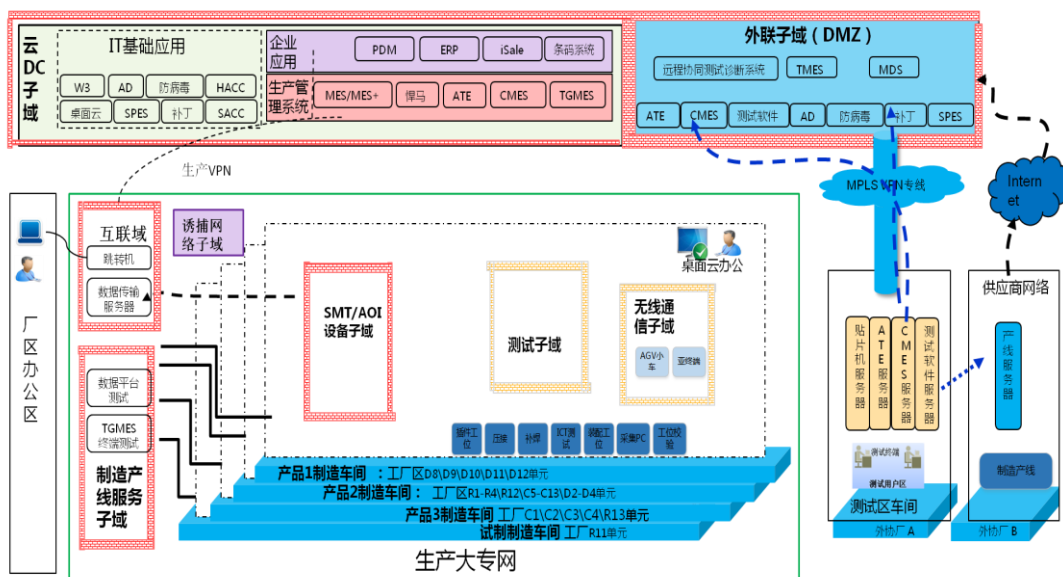 云
DC
子
域
IT基础应用
W3
AD
防病毒
HACC
桌面云
SPES
补丁
SACC
企业
应用
PDM
ERP
iSale
条码系统
生产管
理系统
MES/MES+
悍马
ATE
CMES
TGMES
外联子域（DMZ）
远程协同测试诊断系统
TMES
MDS
ATE
CMES
测试软件
AD
防病毒
补丁
SPES
生产VPN
MPLS VPN专线
Intern
et
厂
区
办
公
区
互联域
跳转机
数据传输
服务器
诱捕网
络子域
数据平台
测试
TGMES
终端测试
制造产
线服务
子域
SMT/AOI
设备子域
测试子域
桌面云办公
无线通
信子域
AGV小
车
亚终端
插件工
位
压接
补焊
ICT测
试
装配工
位
采集PC
工位校
验
产品1制造车间 ：工厂区D8\D9\D10\D11\D12单元
产品2制造车间： 工厂区R1-R4\R12\C5-C13\D2-D4单元
产品3制造车间 工厂C1\C2\C3\C4\R13单元
试制制造车间 工厂R11单元
生产大专网
贴片机服务器
ATE服务器
CMES服务器
测试软件服务器
测试终端
测试用户区
测试区车间
外协厂 A
供应商网络
产线服务器
制造产线
外协厂 B